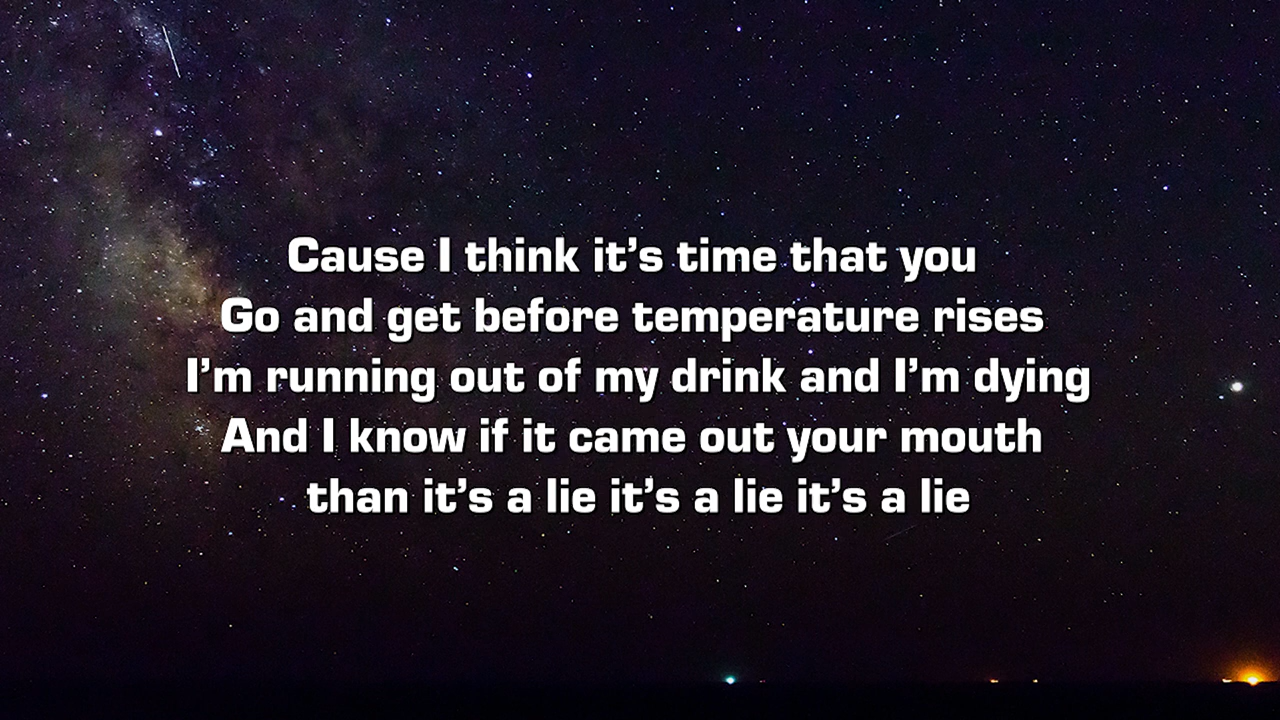 Cause I think it’s time that you
Go and get before temperature rises
I’m running out of my drink and I’m dying
And I know if it came out your mouth
than it’s a lie it’s a lie it’s a lie